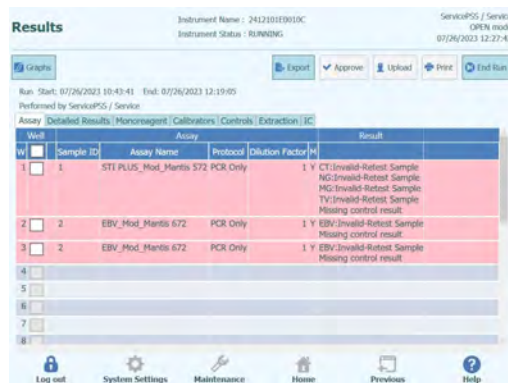 Results
Instrument Name : 2412101E0010C
Instrument Status : RUNNING
ServicePSS / Service
OPEN mode
07/26/2023 12:27:4
Graphs
Export
Approve
Upload
Print
End Run
Run Start: 07/26/2023 10:43:41 End: 07/26/2023 12:19:05
Performed by ServicePSS / Service
Assay Detailed Results Monoreagent Calibrators Controls Extraction IC
Well Assay Result
W Sample ID Assay Name Protocol Dilution Factor M
1 1 STI PLUS_Mod_Mantis 572 PCR Only 1 Y CT:Invalid-Retest Sample
NG:Invalid-Retest Sample
MG:Invalid-Retest Sample
TV:Invalid-Retest Sample
Missing control result
2 2 EBV_Mod_Mantis 672 PCR Only 1 Y EBV:Invalid-Retest Sample
Missing control result
3 2 EBV_Mod_Mantis 672 PCR Only 1 Y EBV:Invalid-Retest Sample
Missing control result
4
5
6
7
8
Log out System Settings Maintenance Home Previous Help